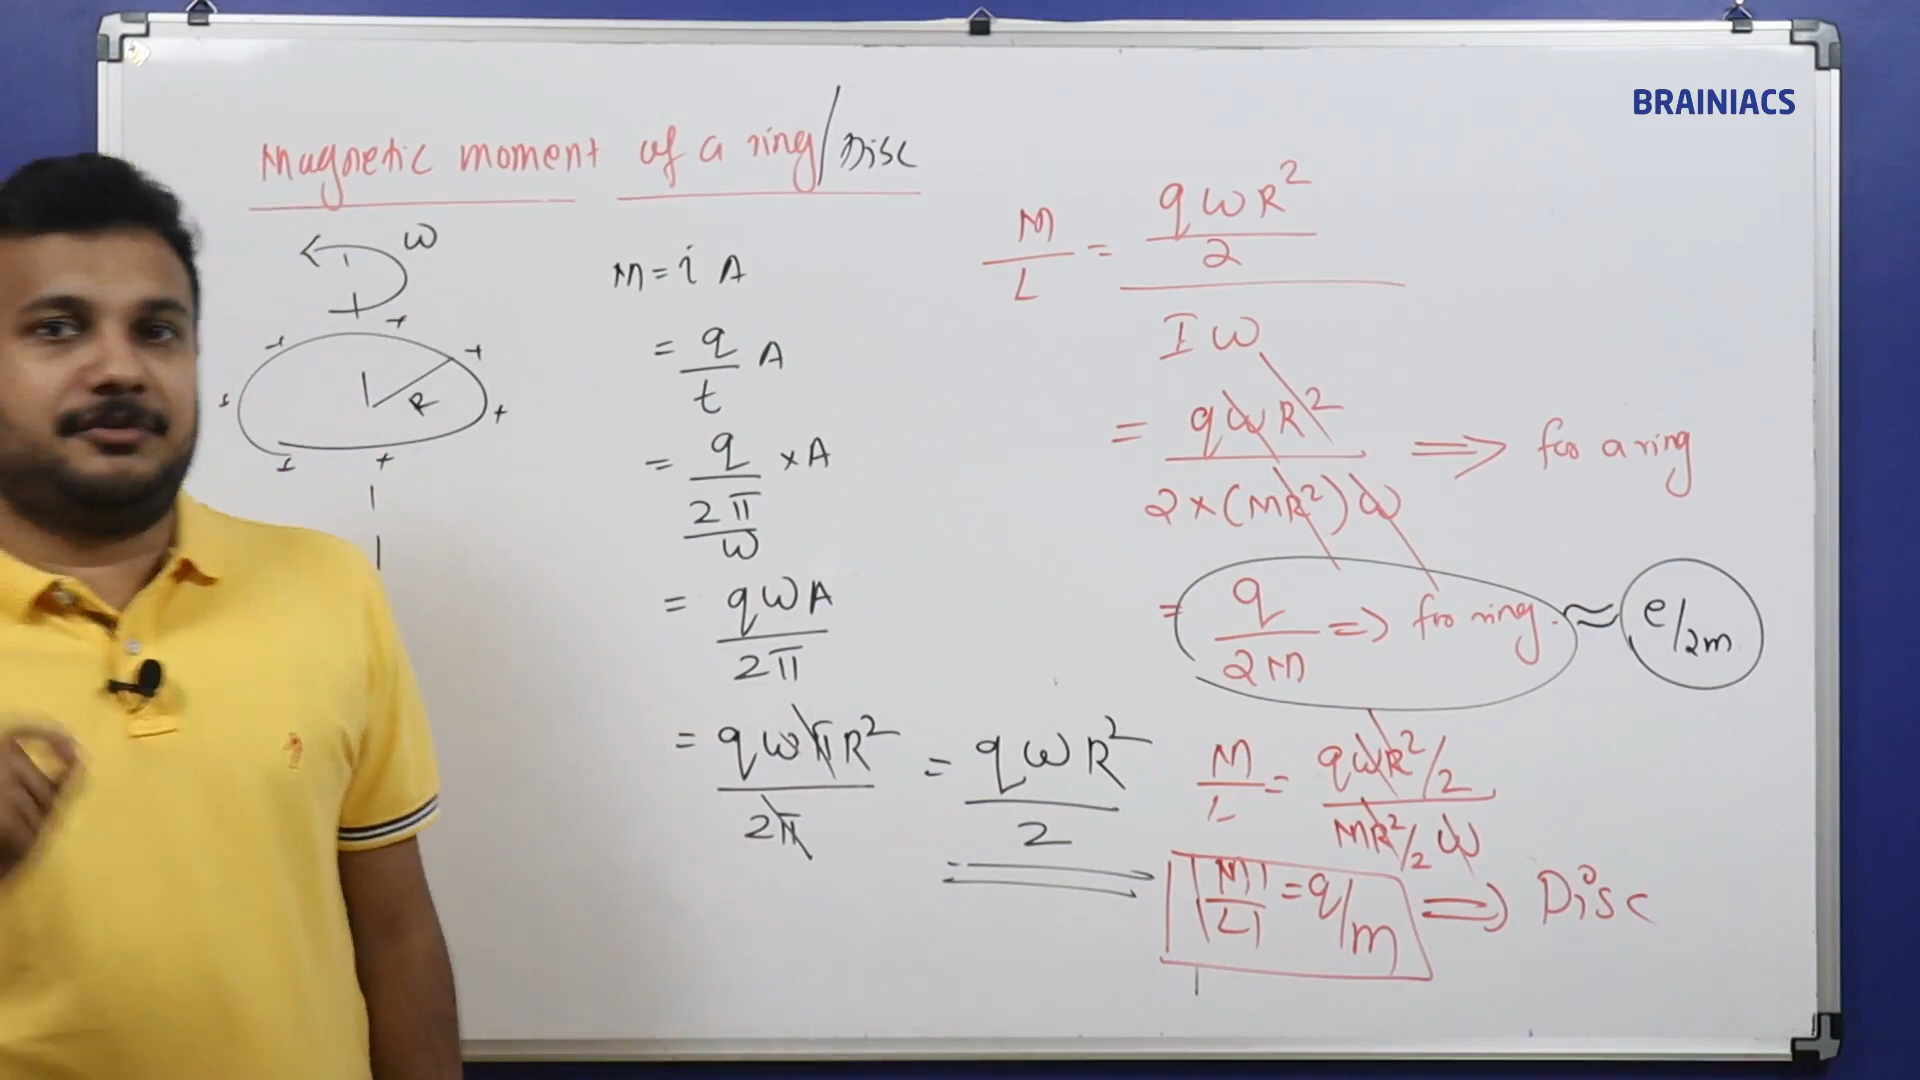 BRAINIACS
Magnetic moment of a ring/Disc
ω
R
M = i A
= q/t A
= q/(2π/ω) × A
= qωA/2π
= qωπR²/2π = qωR²/2
M/L = (qωR²/2)/Iω
= qωR²/(2×(MR²)ω) ⟹ for a ring
= q/2M ⟹ for ring. ≈ e/2m
M/L = (qωR²/2)/(MR²/2 ω)
M/L = q/m ⟹ Disc